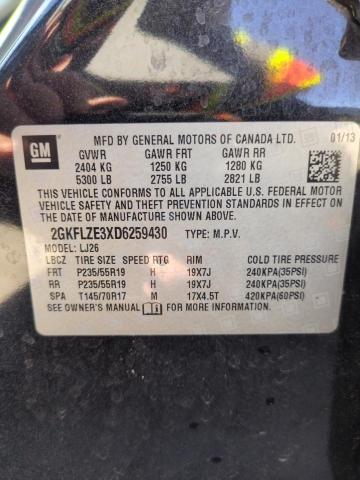 GM
MFD BY GENERAL MOTORS OF CANADA LTD. 01/13
GVWR GAWR FRT GAWR RR
2404 KG 1250 KG 1280 KG
5300 LB 2755 LB 2821 LB
THIS VEHICLE CONFORMS TO ALL APPLICABLE U.S. FEDERAL MOTOR
VEHICLE SAFETY AND THEFT PREVENTION STANDARDS IN EFFECT ON
THE DATE OF MANUFACTURE SHOWN ABOVE.
2GKFLZE3XD6259430 TYPE: M.P.V.
MODEL: LJ26
LBCZ TIRE SIZE SPEED RTG RIM COLD TIRE PRESSURE
FRT P235/55R19 H 19X7J 240KPA(35PSI)
RR P235/55R19 H 19X7J 240KPA(35PSI)
SPA T145/70R17 M 17X4.5T 420KPA(60PSI)
SEE OWNER'S MANUAL FOR MORE INFORMATION.